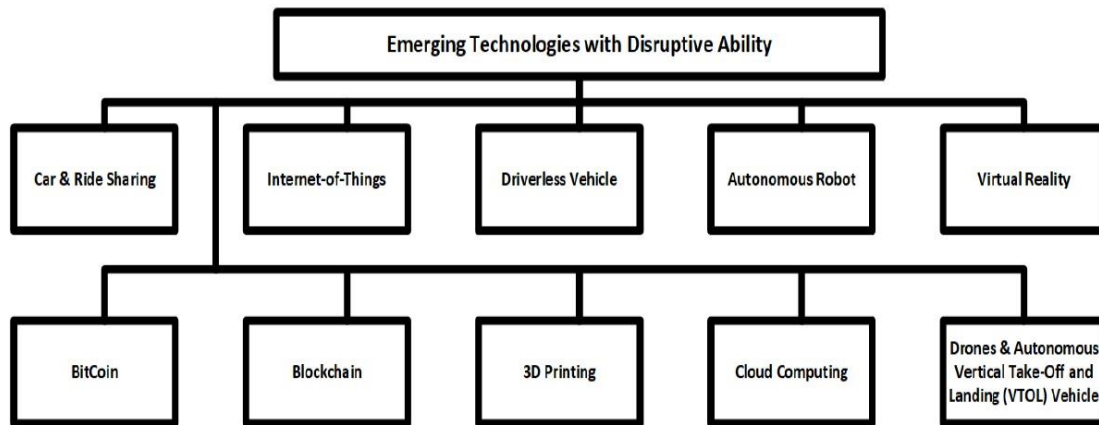 Emerging Technologies with Disruptive Ability
Car & Ride Sharing
Internet-of-Things
Driverless Vehicle
Autonomous Robot
Virtual Reality
BitCoin
Blockchain
3D Printing
Cloud Computing
Drones & Autonomous
Vertical Take-Off and
Landing (VTOL) Vehicle